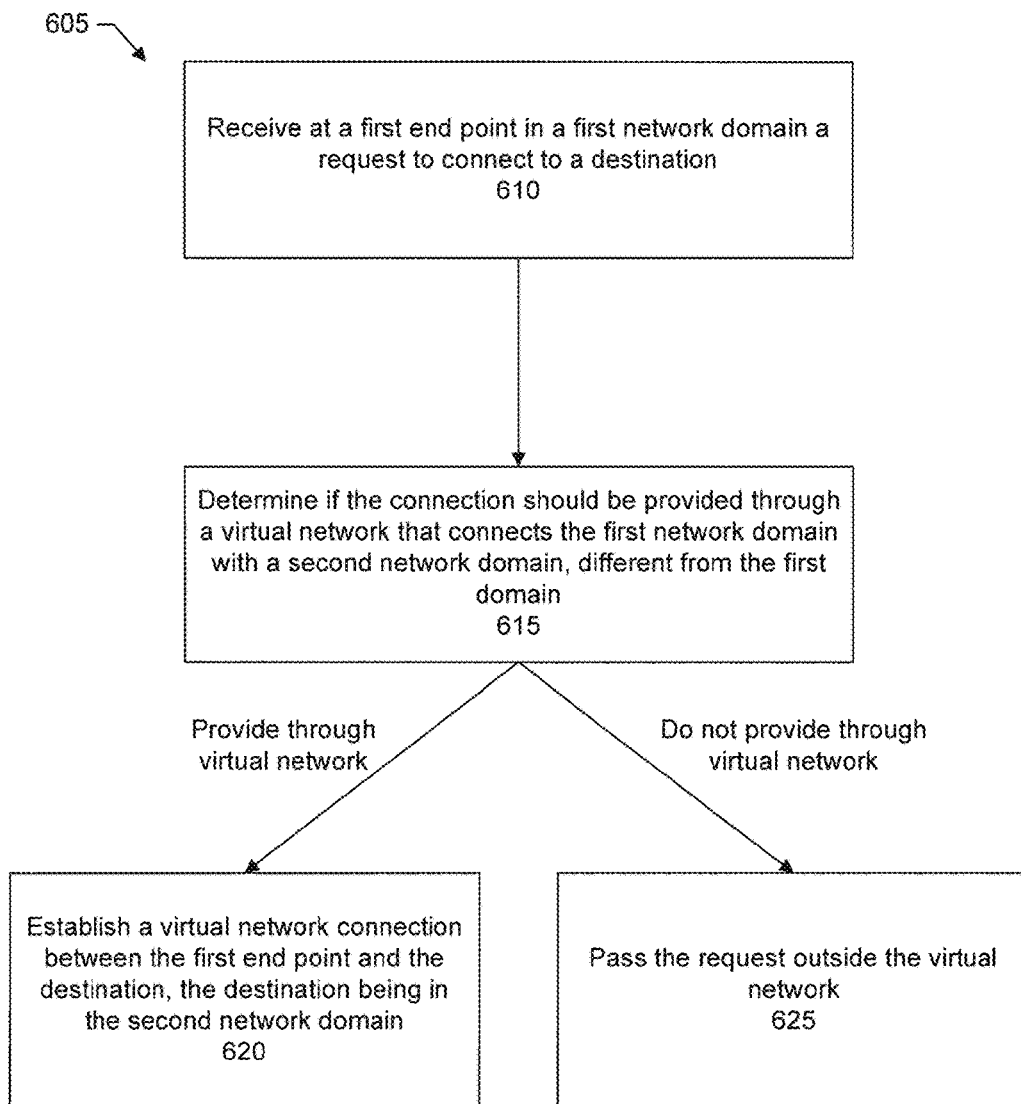 605
Receive at a first end point in a first network domain a
request to connect to a destination
610
Determine if the connection should be provided through
a virtual network that connects the first network domain
with a second network domain, different from the first
domain
615
Provide through
virtual network
Do not provide through
virtual network
Establish a virtual network connection
between the first end point and the
destination, the destination being in
the second network domain
620
Pass the request outside the virtual
network
625